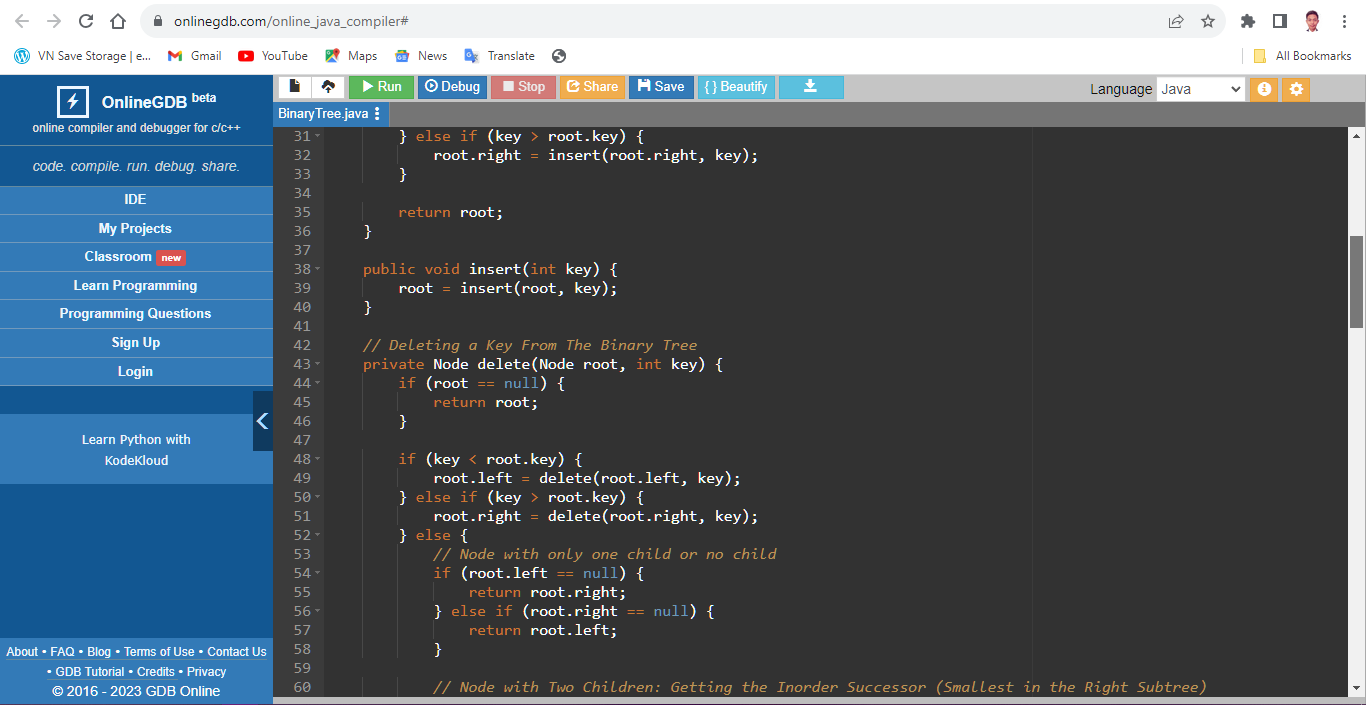 onlinegdb.com/online_java_compiler#
VN Save Storage | e... Gmail YouTube Maps News Translate All Bookmarks
OnlineGDB beta
online compiler and debugger for c/c++
code. compile. run. debug. share.
IDE
My Projects
Classroom new
Learn Programming
Programming Questions
Sign Up
Login
Learn Python with
KodeKloud
About • FAQ • Blog • Terms of Use • Contact Us
• GDB Tutorial • Credits • Privacy
© 2016 - 2023 GDB Online
Run Debug Stop Share Save { } Beautify Language Java
BinaryTree.java
31 } else if (key > root.key) {
32 root.right = insert(root.right, key);
33 }
34
35 return root;
36 }
37
38 public void insert(int key) {
39 root = insert(root, key);
40 }
41
42 // Deleting a Key From The Binary Tree
43 private Node delete(Node root, int key) {
44 if (root == null) {
45 return root;
46 }
47
48 if (key < root.key) {
49 root.left = delete(root.left, key);
50 } else if (key > root.key) {
51 root.right = delete(root.right, key);
52 } else {
53 // Node with only one child or no child
54 if (root.left == null) {
55 return root.right;
56 } else if (root.right == null) {
57 return root.left;
58 }
59
60 // Node with Two Children: Getting the Inorder Successor (Smallest in the Right Subtree)